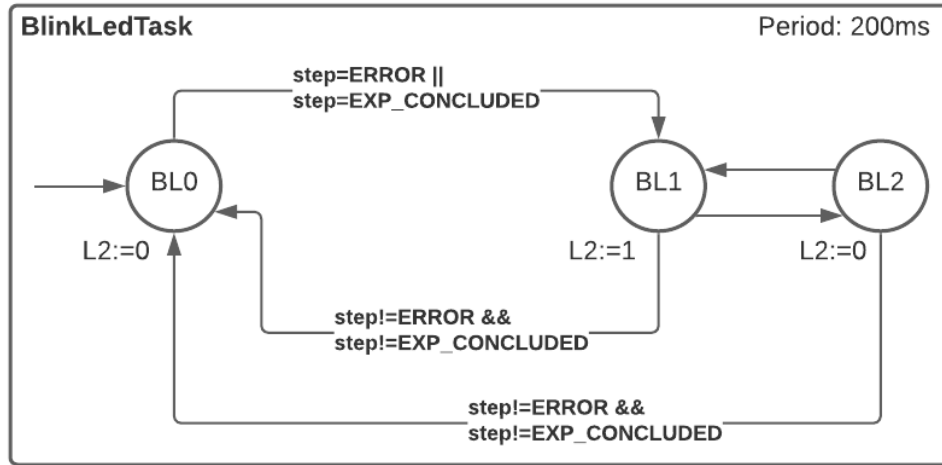 BlinkLedTask
Period: 200ms
step=ERROR ||
step=EXP_CONCLUDED
BL0
BL1
BL2
L2:=0
L2:=1
L2:=0
step!=ERROR &&
step!=EXP_CONCLUDED
step!=ERROR &&
step!=EXP_CONCLUDED